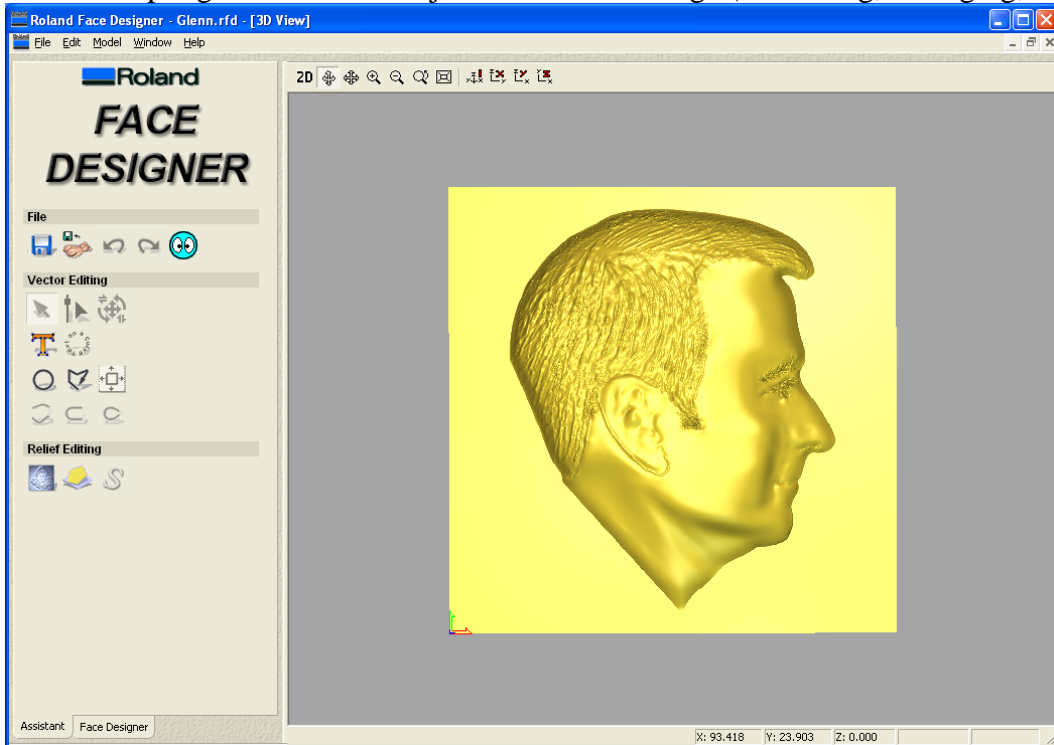 Roland Face Designer - Glenn.rfd - [3D View]
File Edit Model Window Help
Roland
FACE
DESIGNER
2D
File
Vector Editing
Relief Editing
Assistant Face Designer
X: 93.418 Y: 23.903 Z: 0.000